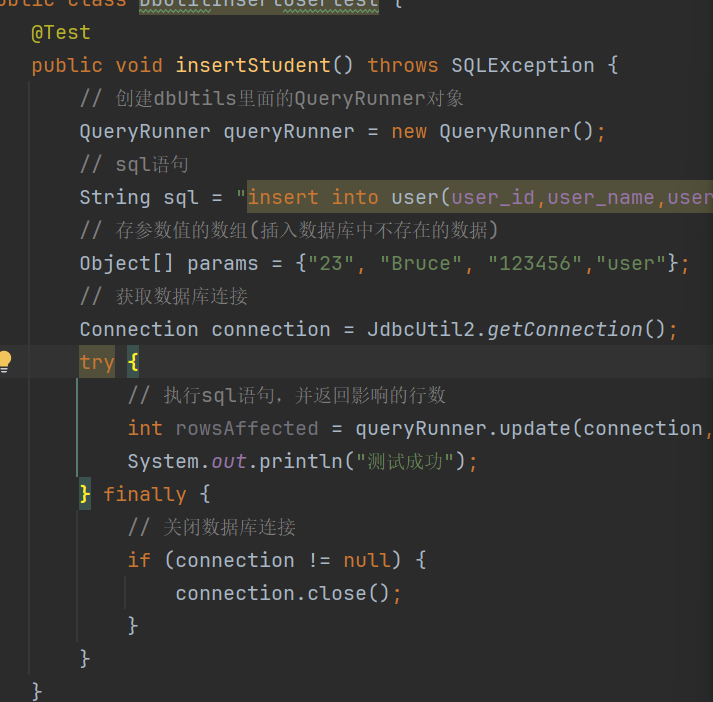 public class DbUtilInsertUserTest {
@Test
public void insertStudent() throws SQLException {
// 创建dbUtils里面的QueryRunner对象
QueryRunner queryRunner = new QueryRunner();
// sql语句
String sql = "insert into user(user_id,user_name,user
// 存参数值的数组(插入数据库中不存在的数据)
Object[] params = {"23", "Bruce", "123456","user"};
// 获取数据库连接
Connection connection = JdbcUtil2.getConnection();
try {
// 执行sql语句，并返回影响的行数
int rowsAffected = queryRunner.update(connection,
System.out.println("测试成功");
} finally {
// 关闭数据库连接
if (connection != null) {
connection.close();
}
}
}